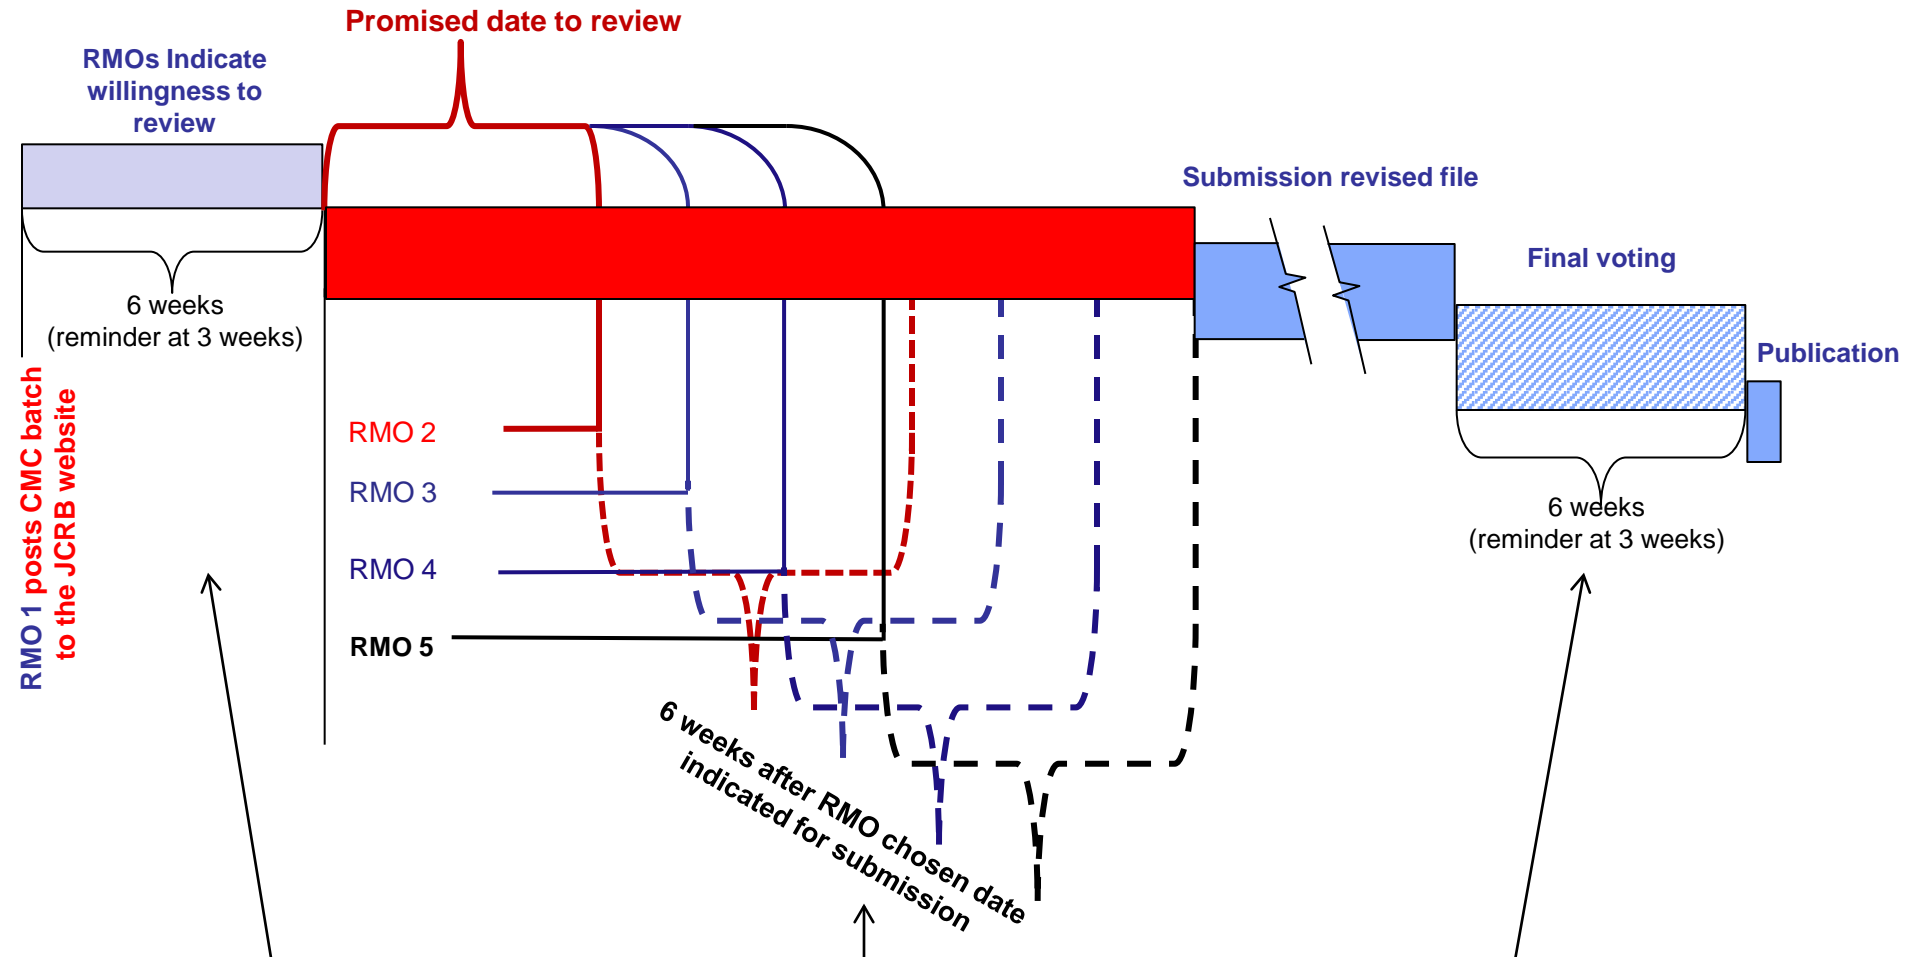 Promised date to review
RMOs Indicate
willingness to
review
Submission revised file
Final voting
Publication
6 weeks
(reminder at 3 weeks)
RMO 1 posts CMC batch
to the JCRB website
RMO 2
RMO 3
RMO 4
RMO 5
6 weeks after RMO chosen date
indicated for submission
6 weeks
(reminder at 3 weeks)